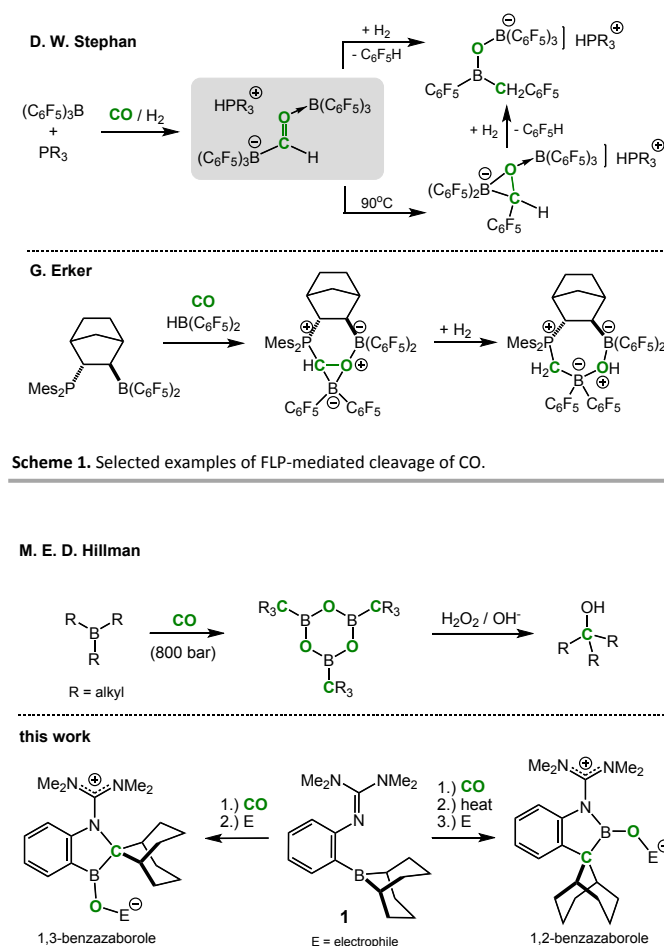 D. W. Stephan
(C6F5)3B
+
PR3
CO / H2
HPR3 ⊕
O B(C6F5)3
(C6F5)3B ⊖ C H
+ H2
- C6F5H
90°C
⊖ B(C6F5)3 ] HPR3 ⊕
O
B
C6F5 CH2C6F5
+ H2 - C6F5H
O B(C6F5)3 ] HPR3 ⊕
(C6F5)2B ⊖ C H
C6F5
G. Erker
Mes2P B(C6F5)2
CO
HB(C6F5)2
⊕ ⊖
Mes2P B(C6F5)2
HC O ⊕
B ⊖
C6F5 C6F5
+ H2
⊕ ⊖
Mes2P B(C6F5)2
H2C ⊖ B OH ⊕
C6F5 C6F5
Scheme 1. Selected examples of FLP-mediated cleavage of CO.
M. E. D. Hillman
R R
B
R
R = alkyl
CO
(800 bar)
R3C O CR3
B B
O O
B
CR3
H2O2 / OH-
OH
C
R R R
this work
⊕
Me2N NMe2
N
C
B
O E ⊖
1,3-benzazaborole
1.) CO
2.) E
Me2N NMe2
N
B
1
E = electrophile
1.) CO
2.) heat
3.) E
⊕
Me2N NMe2
N
B O
C E ⊖
1,2-benzazaborole